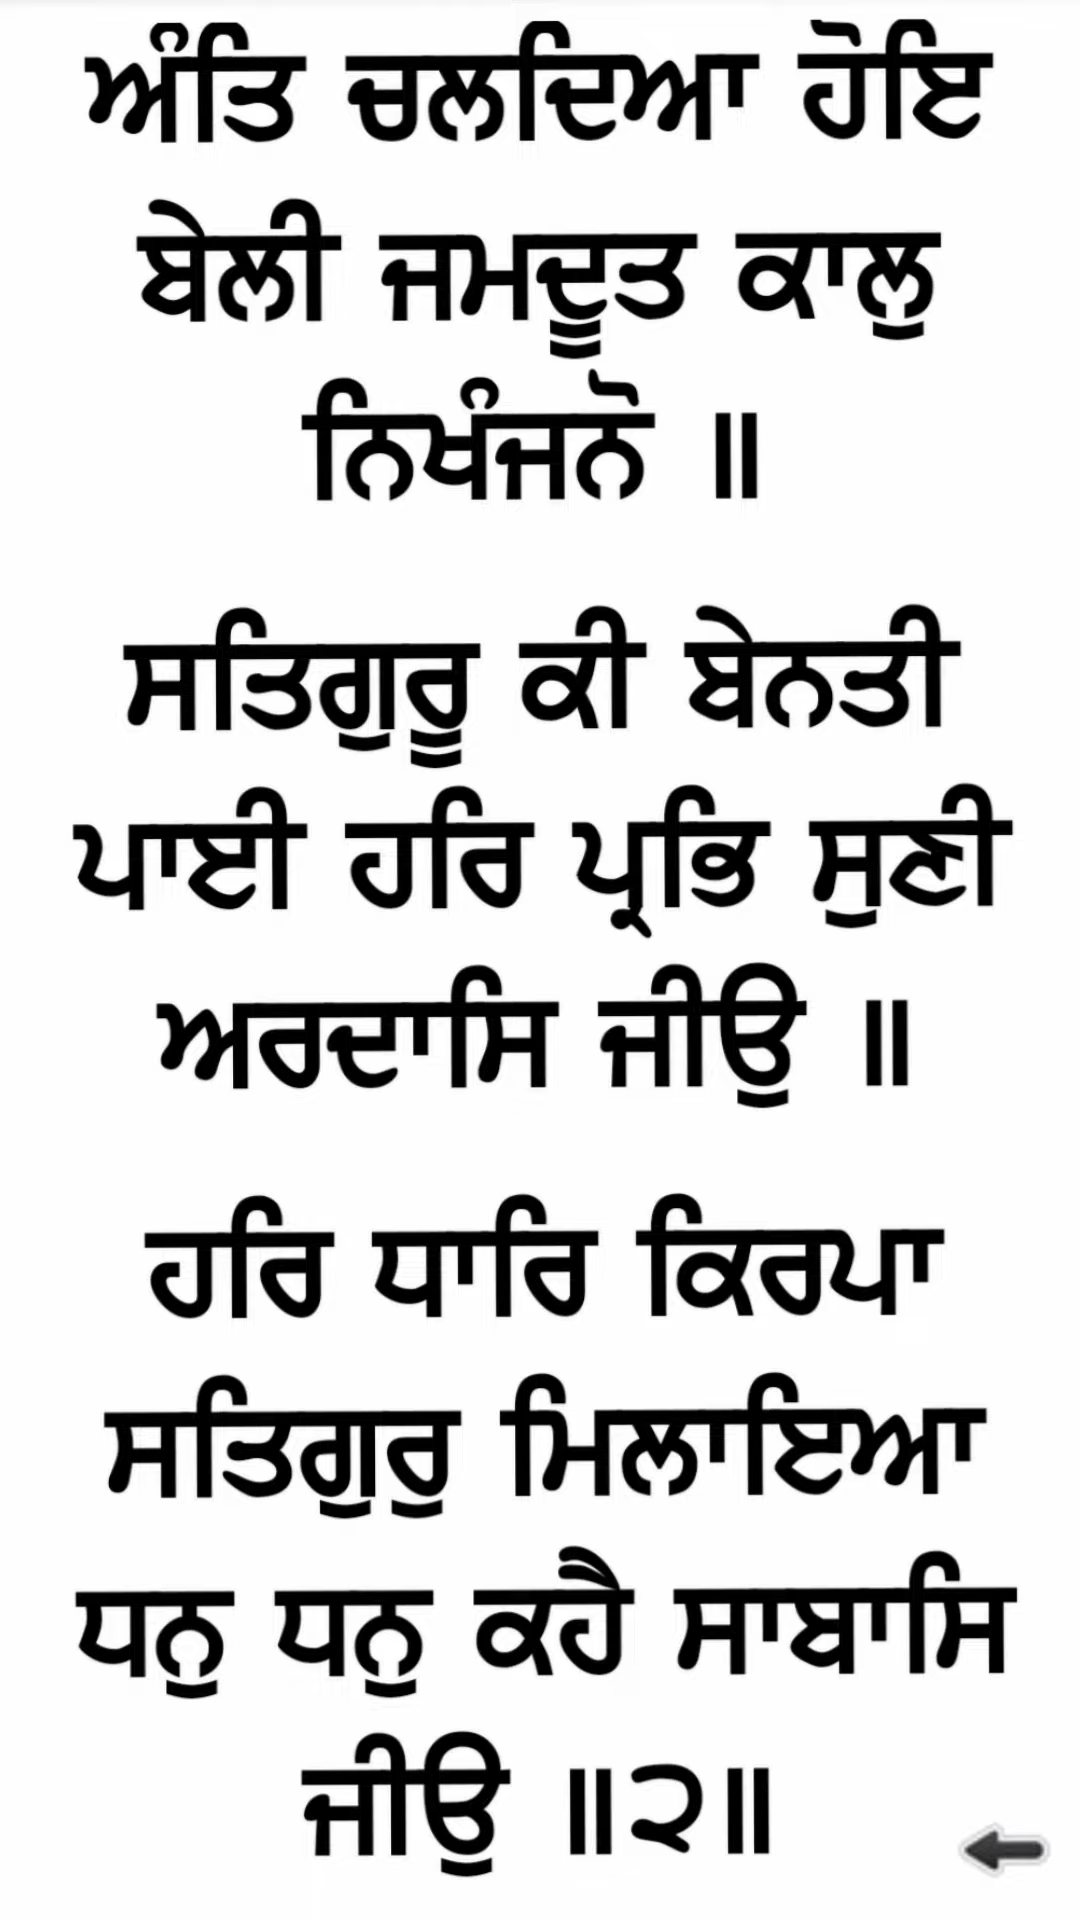 ਅੰਤਿ ਚਲਦਿਆ ਹੋਇ
ਬੇਲੀ ਜਮਦੂਤ ਕਾਲੁ
ਨਿਖੰਜਨੋ ॥
ਸਤਿਗੁਰੂ ਕੀ ਬੇਨਤੀ
ਪਾਈ ਹਰਿ ਪ੍ਰਭਿ ਸੁਣੀ
ਅਰਦਾਸਿ ਜੀਉ ॥
ਹਰਿ ਧਾਰਿ ਕਿਰਪਾ
ਸਤਿਗੁਰੁ ਮਿਲਾਇਆ
ਧਨੁ ਧਨੁ ਕਹੈ ਸਾਬਾਸਿ
ਜੀਉ ॥੨॥